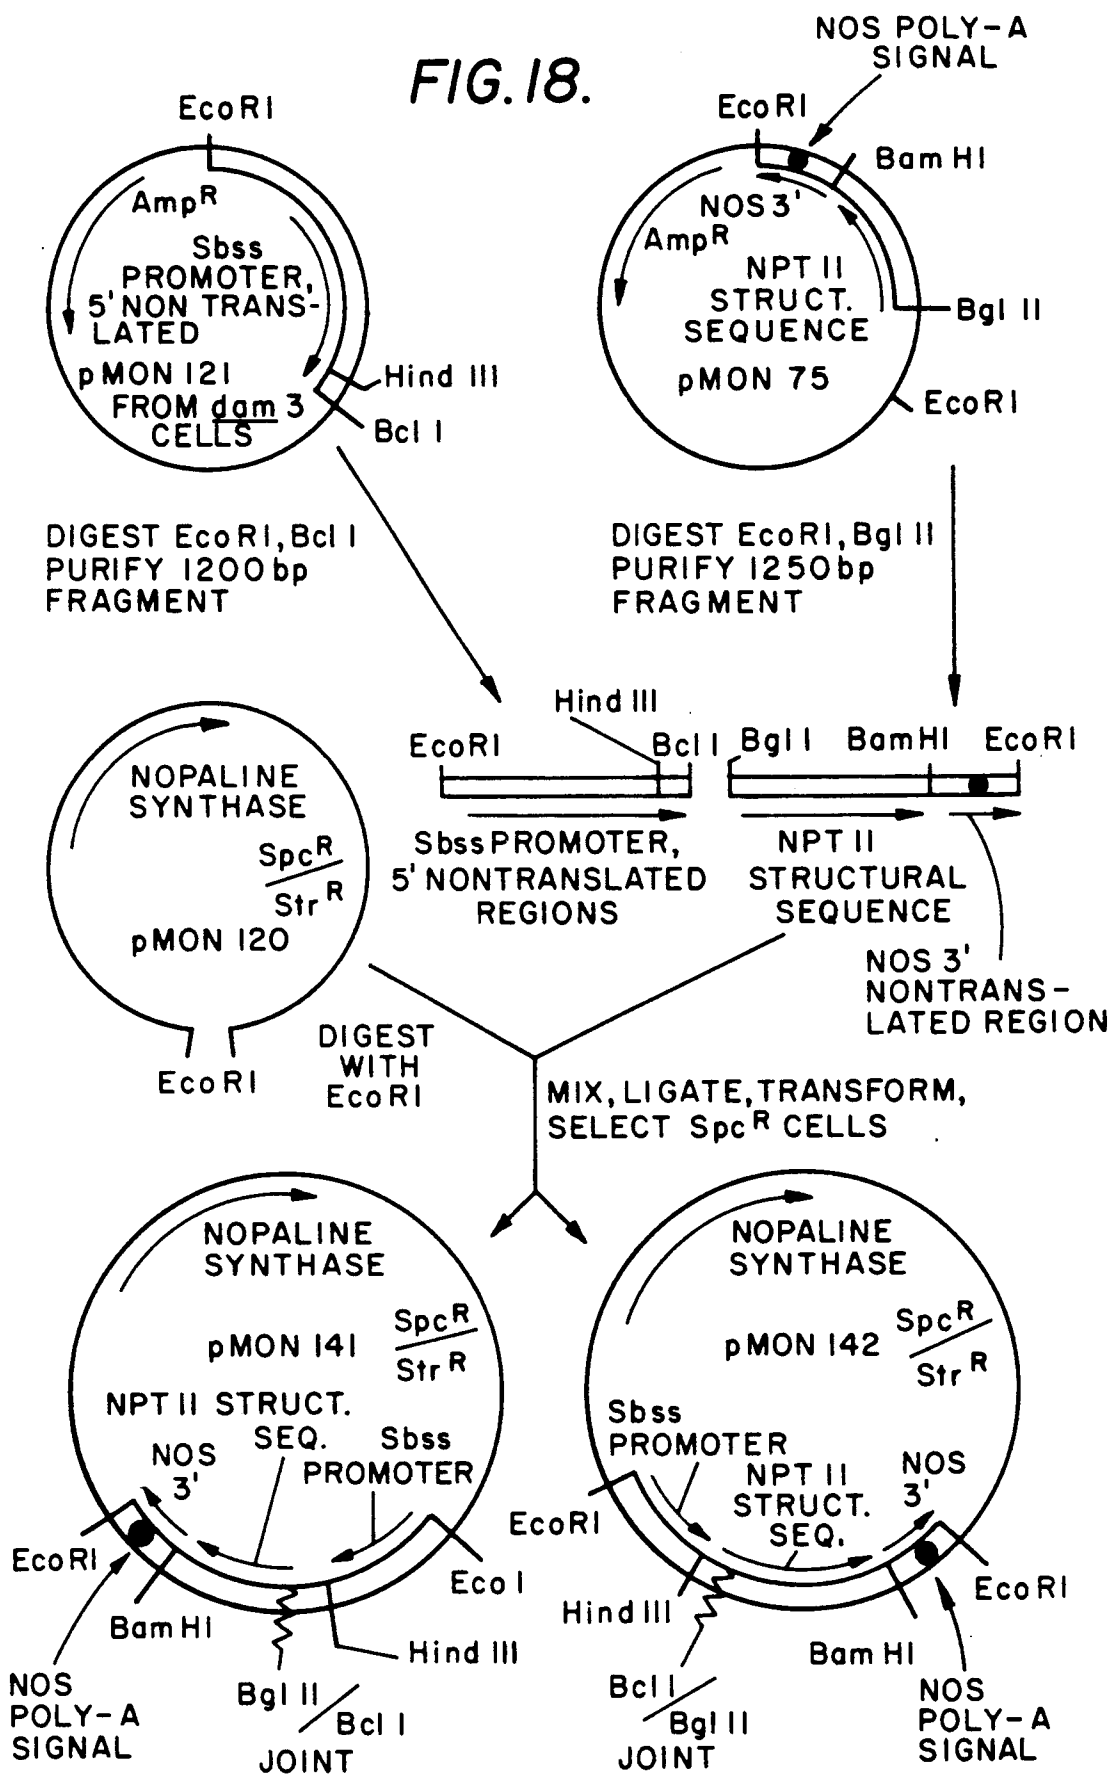 FIG. 18.
EcoRI
AmpR
Sbss
PROMOTER,
5' NON TRANS-
LATED
pMON 121
FROM dam 3
CELLS
Hind III
Bcl I
NOS POLY-A
SIGNAL
EcoRI
Bam HI
NOS 3'
AmpR
NPT II
STRUCT.
SEQUENCE
Bgl II
pMON 75
EcoRI
DIGEST EcoRI, Bcl I
PURIFY 1200 bp
FRAGMENT
DIGEST EcoRI, Bgl II
PURIFY 1250 bp
FRAGMENT
Hind III
EcoRI
Bcl I
Bgl I
BamHI
EcoRI
Sbss PROMOTER,
5' NONTRANSLATED
REGIONS
NPT II
STRUCTURAL
SEQUENCE
NOS 3'
NONTRANS-
LATED REGION
NOPALINE
SYNTHASE
SpcR
StrR
pMON 120
EcoRI
DIGEST
WITH
EcoRI
MIX, LIGATE, TRANSFORM,
SELECT SpcR CELLS
NOPALINE
SYNTHASE
pMON 141
SpcR
StrR
NPT II STRUCT.
SEQ.
Sbss
PROMOTER
NOS
3'
EcoRI
BamHI
Eco I
Hind III
NOS
POLY-A
SIGNAL
Bgl II
Bcl I
JOINT
NOPALINE
SYNTHASE
pMON 142
SpcR
StrR
Sbss
PROMOTER
NPT II
STRUCT.
SEQ.
NOS
3'
EcoRI
Hind III
EcoRI
Bam HI
Bcl I
Bgl II
JOINT
NOS
POLY-A
SIGNAL